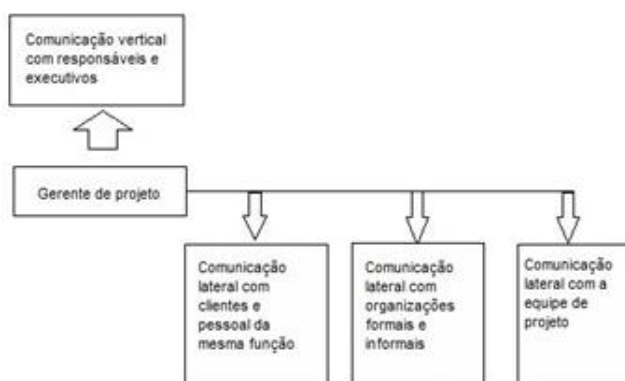 Comunicação vertical
com responsáveis e
executivos
Gerente de projeto
Comunicação
lateral com
clientes e
pessoal da
mesma função
Comunicação
lateral com
organizações
formais e
informais
Comunicação
lateral com a
equipe de
projeto